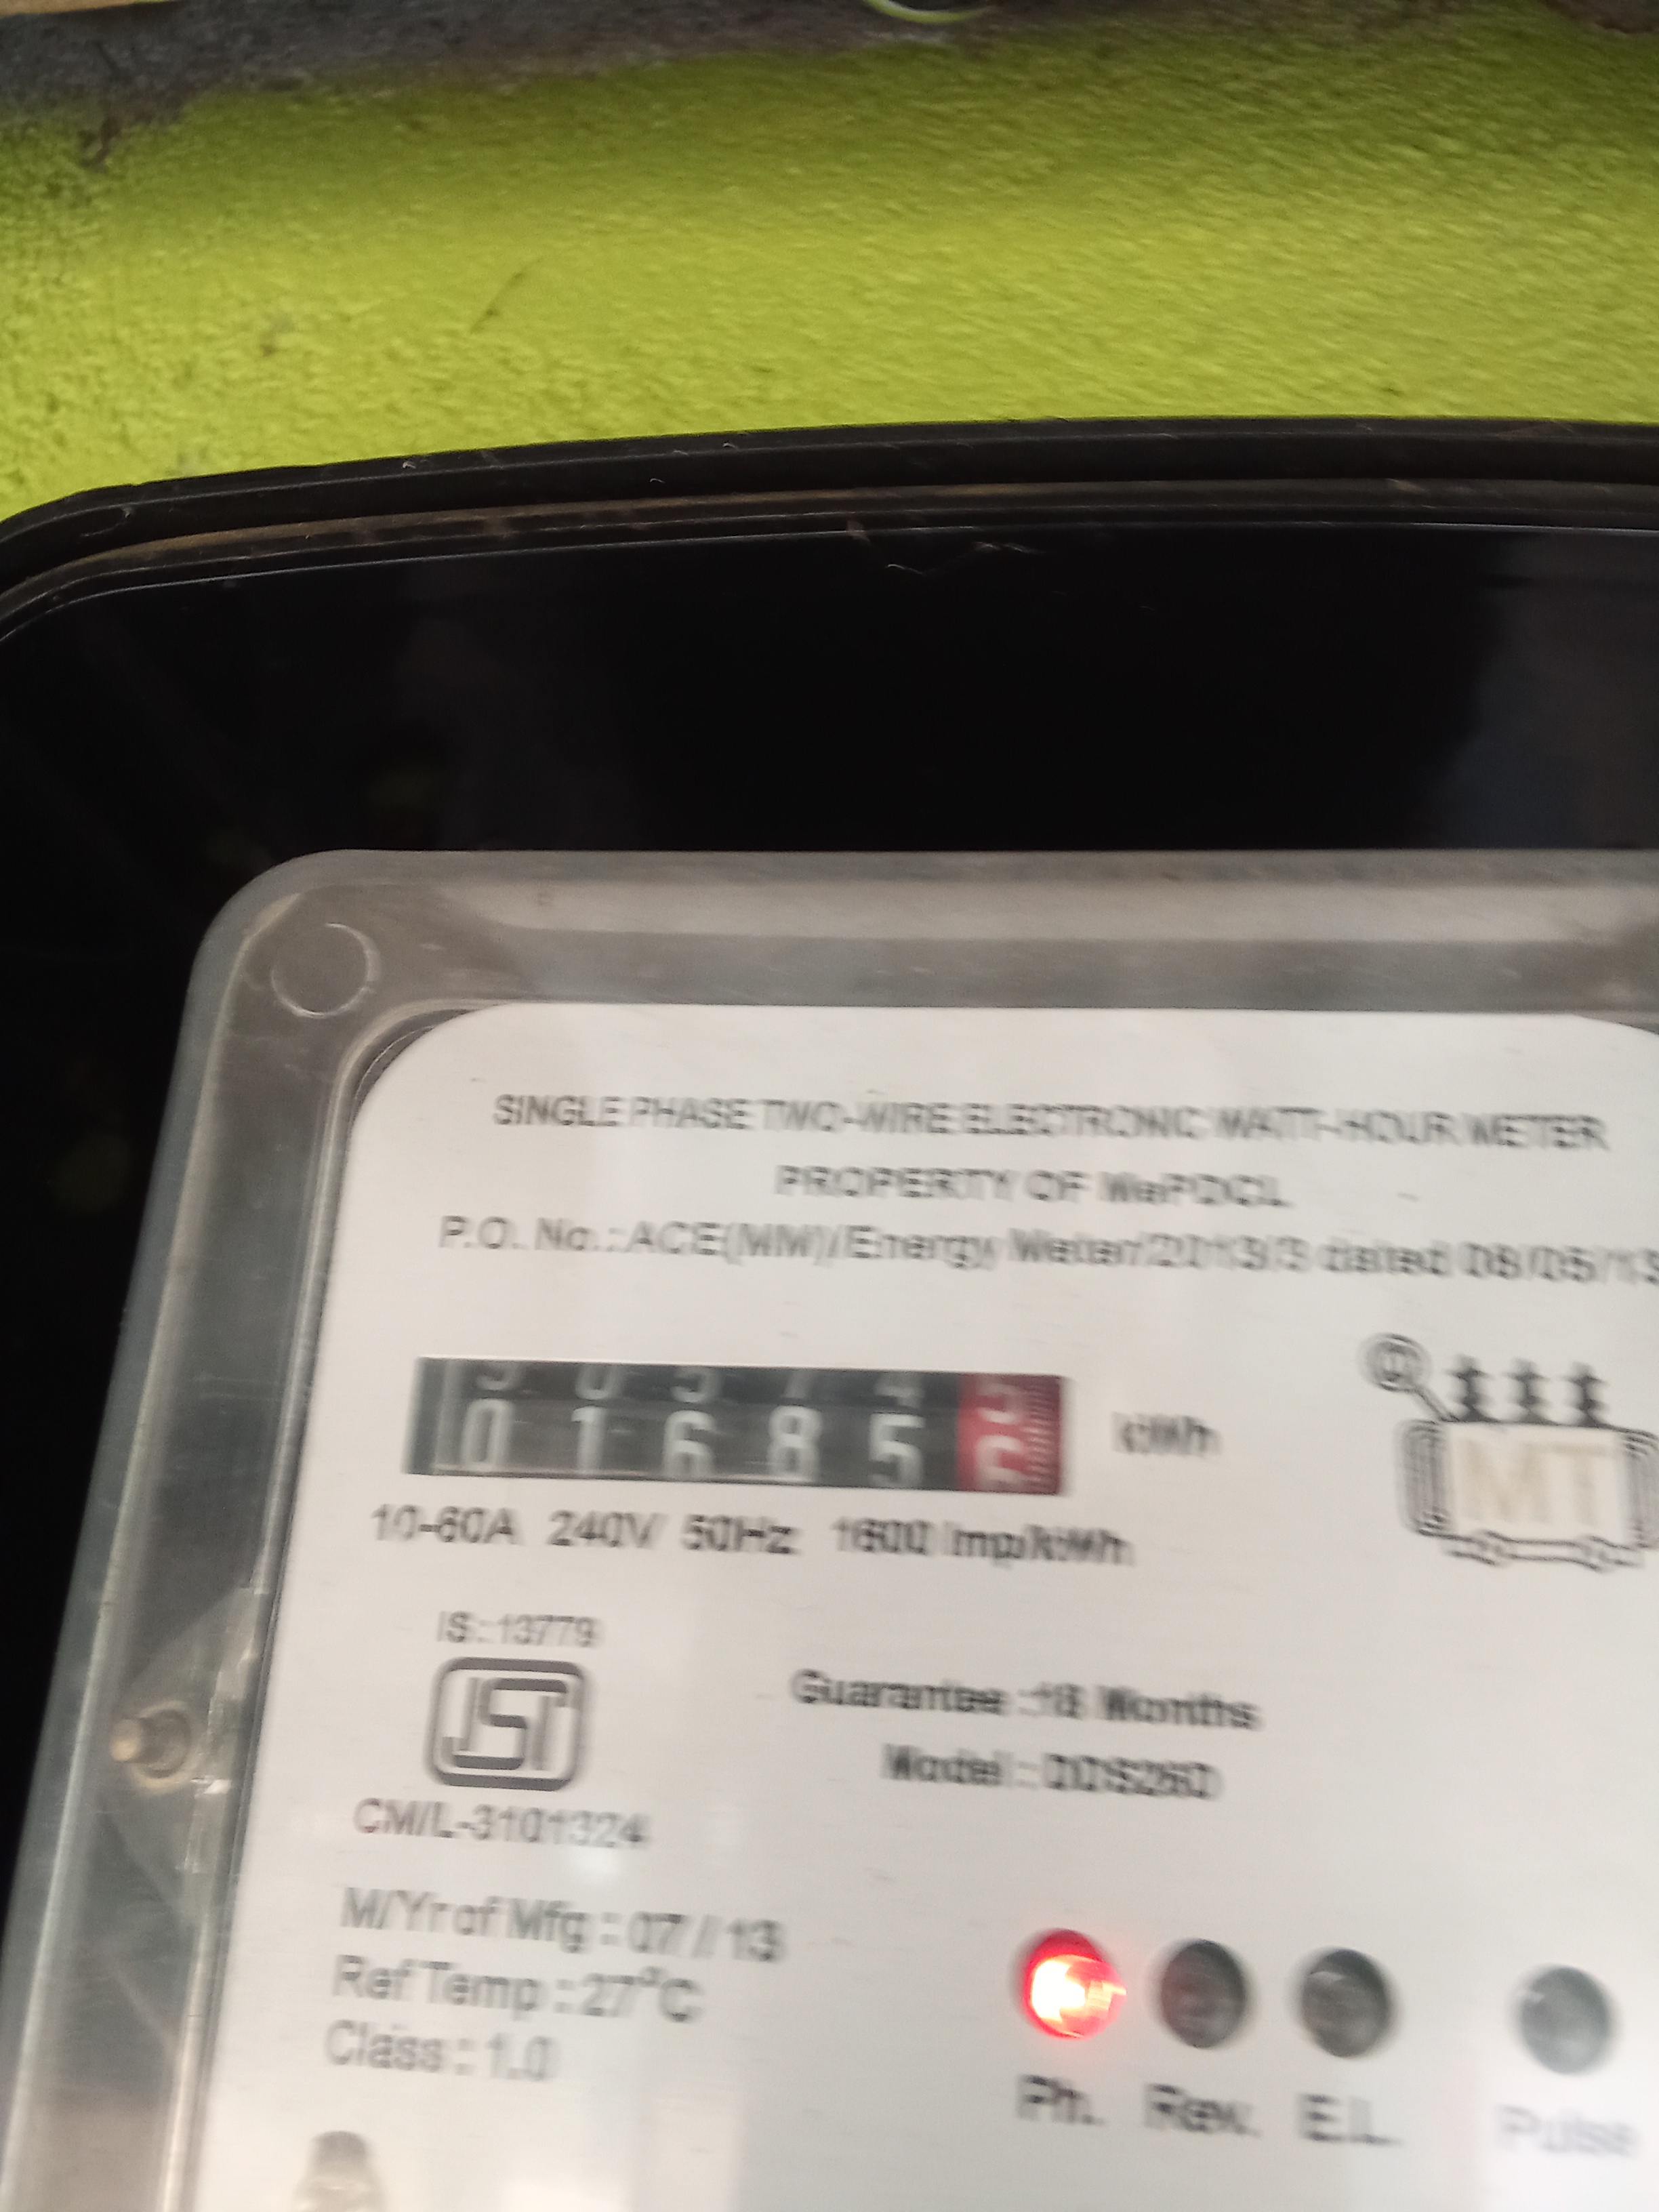 SINGLE PHASE TWO-WIRE ELECTRONIC WATT-HOUR METER
PROPERTY OF MePDCL
P.O. No.: ACE(MM)/Energy Meter/2013/3 dated 08/05/13
01685 kWh
MT
10-60A 240V 50Hz 1600 Imp/kWh
IS:13779
ISI
Guarantee :18 Months
Model : DDS26D
CM/L-3101324
M/Yr of Mfg : 07 / 13
Ref Temp : 27°C
Class : 1.0
Ph. Rev. E.L. Pulse